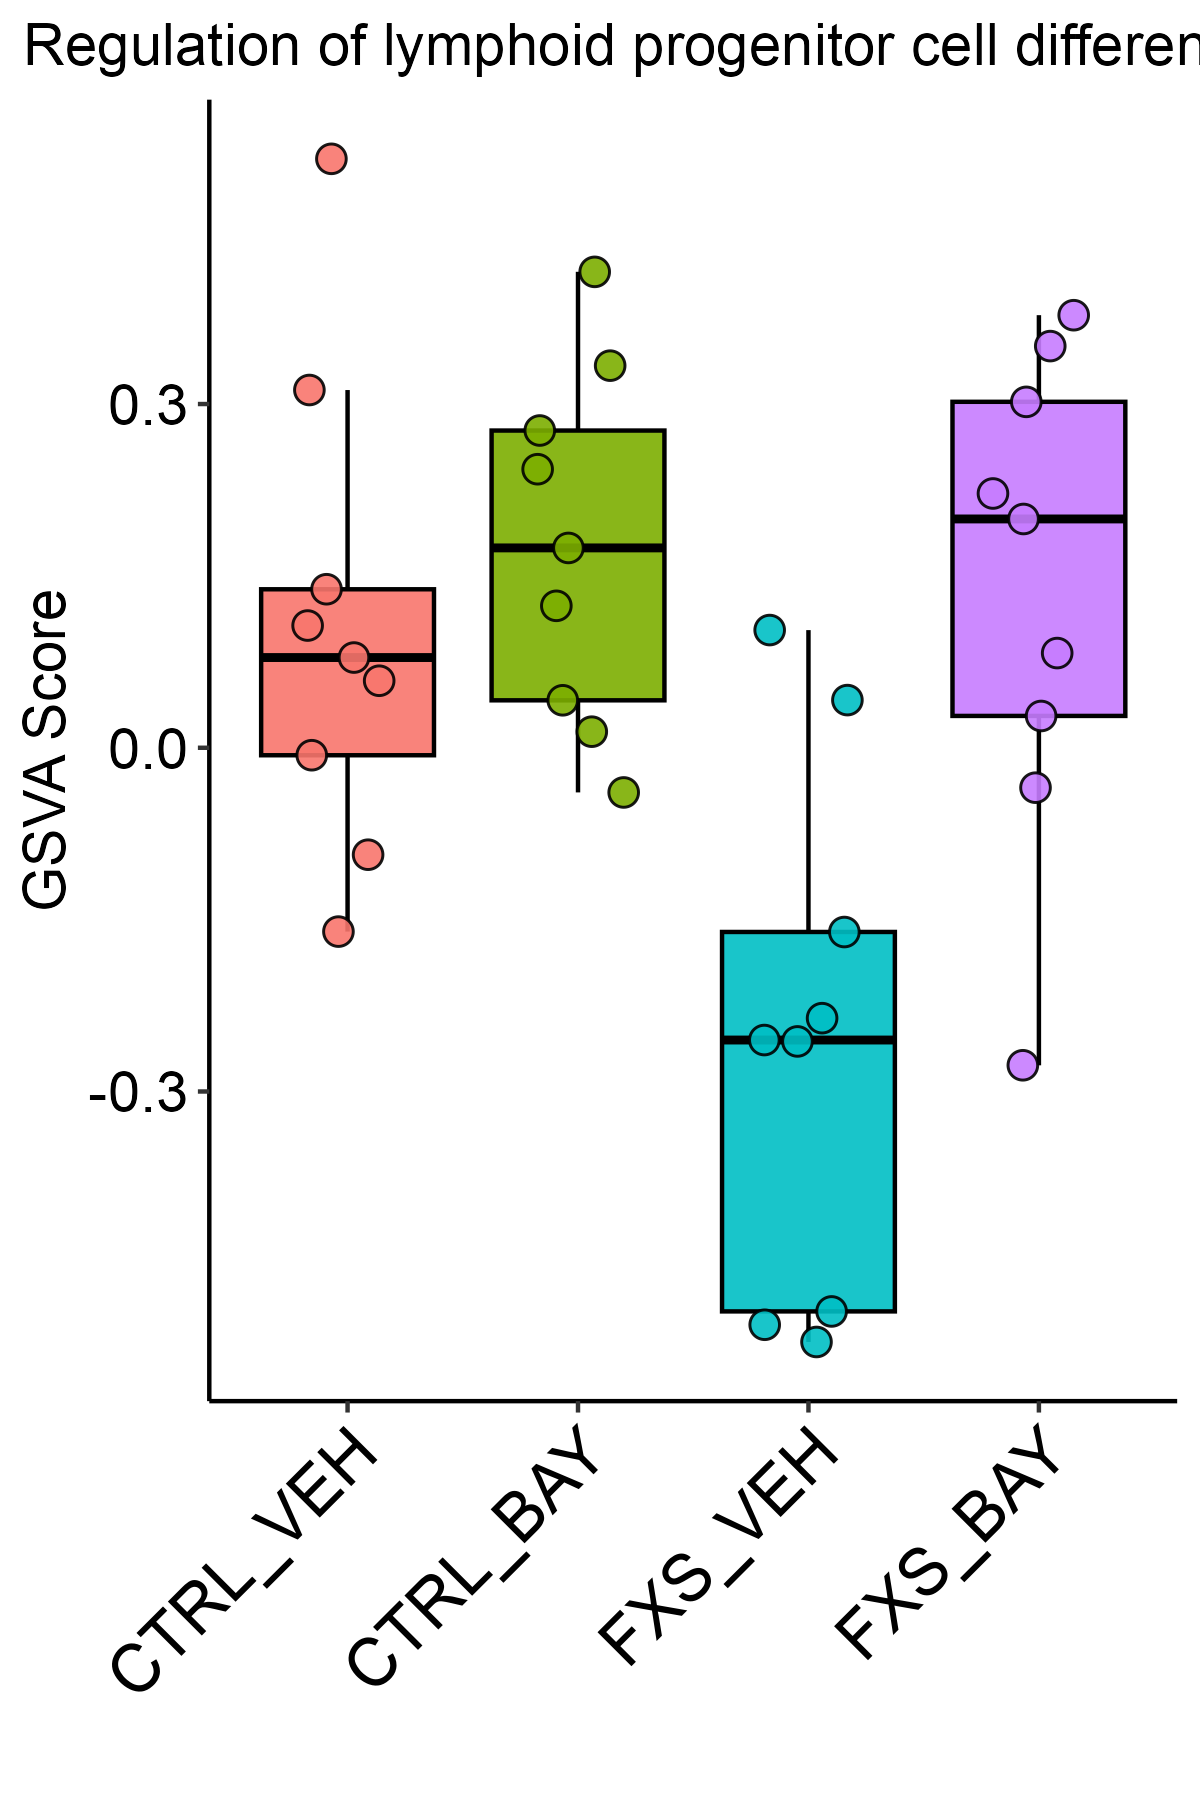 Regulation of lymphoid progenitor cell differen
GSVA Score
0.3
0.0
-0.3
CTRL_VEH
CTRL_BAY
FXS_VEH
FXS_BAY